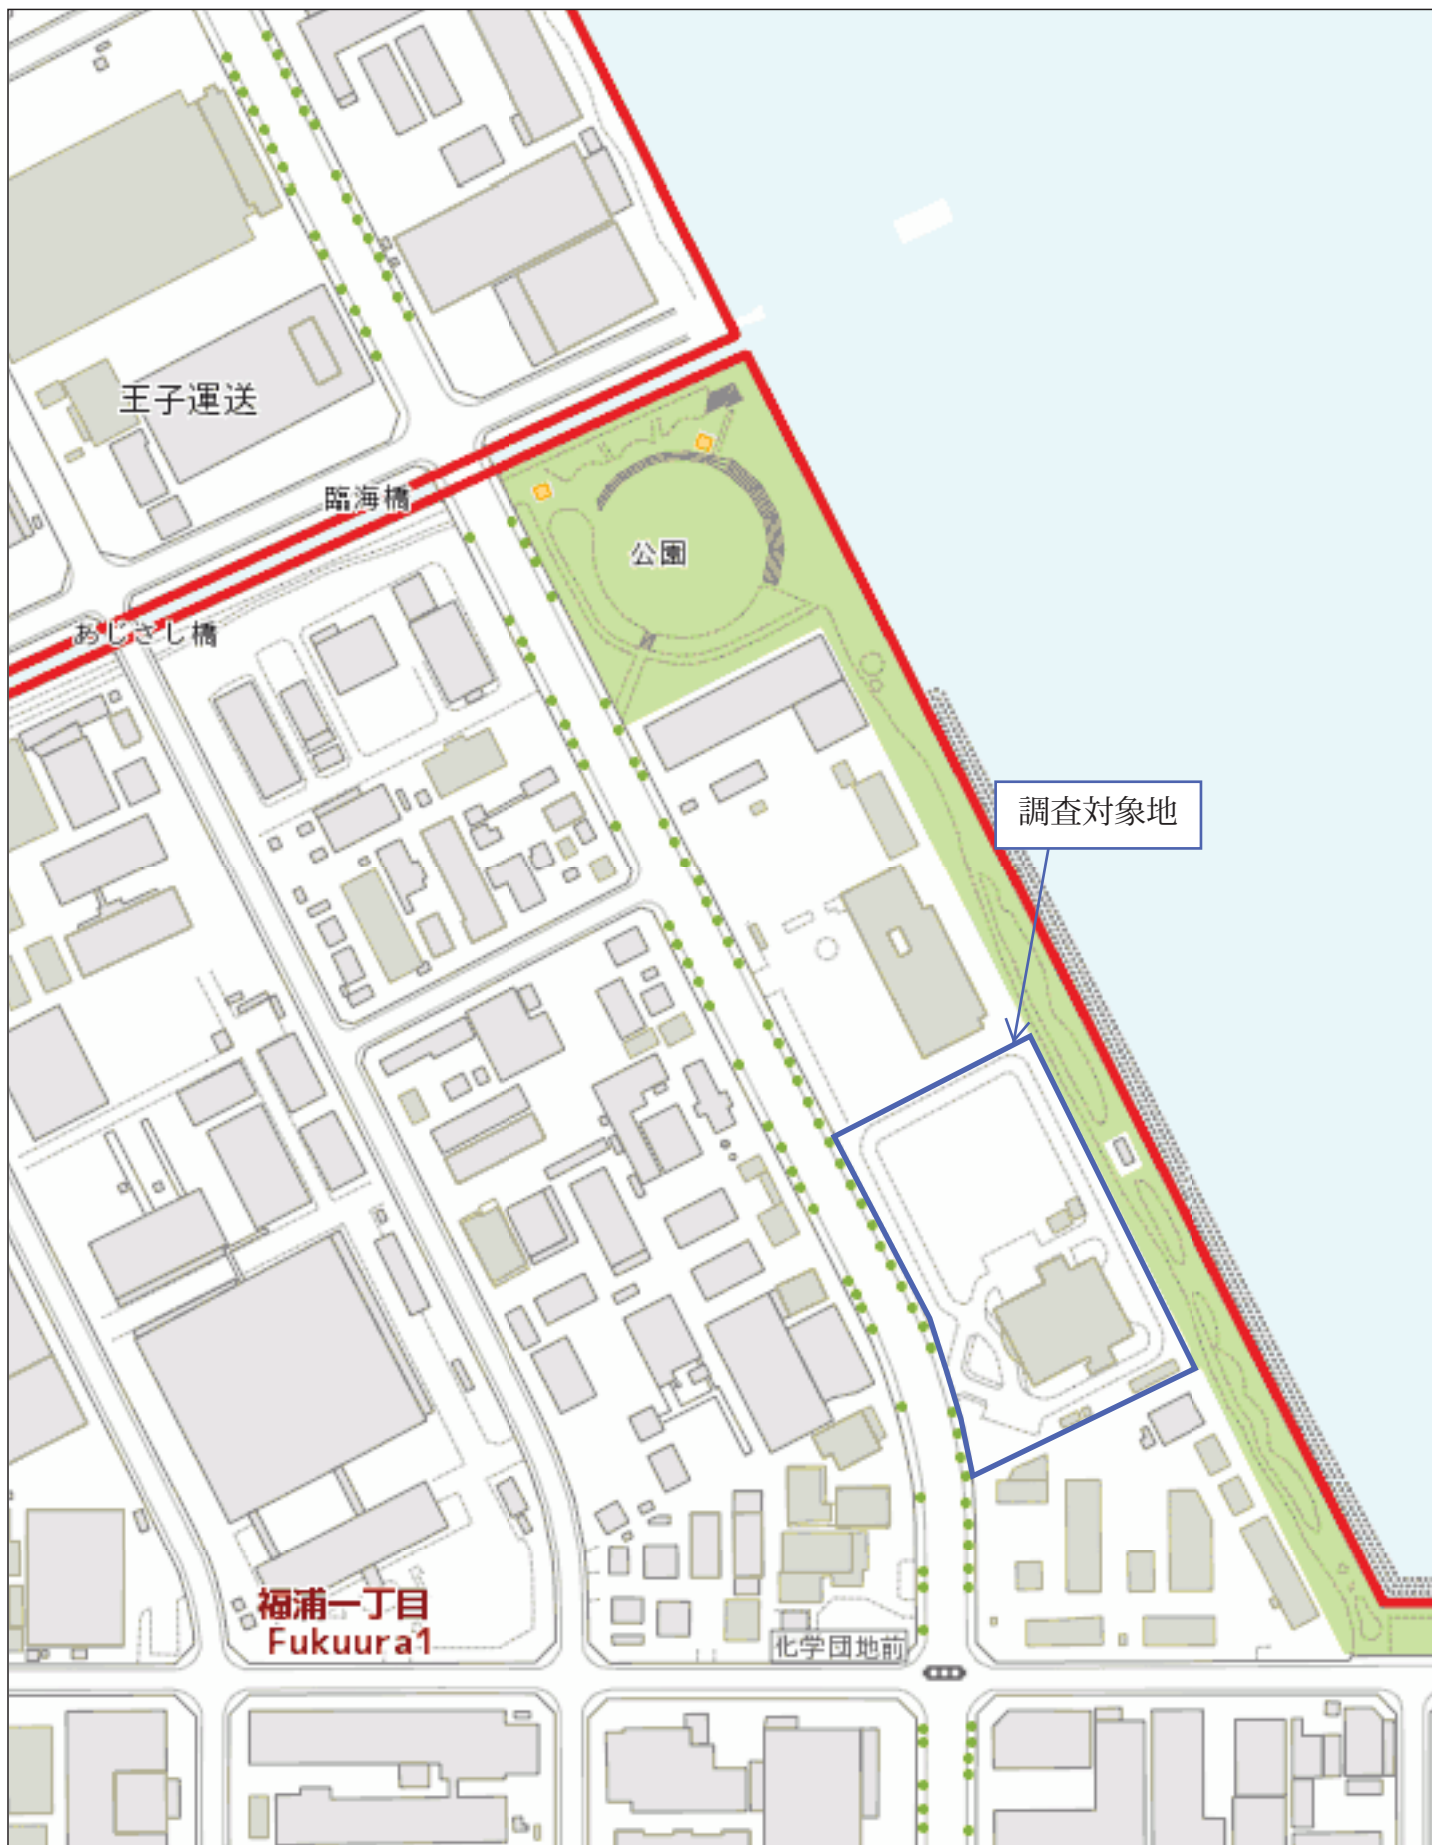 王子運送
臨海橋
公園
あじさし橋
調査対象地
福浦一丁目
Fukuura1
化学団地前